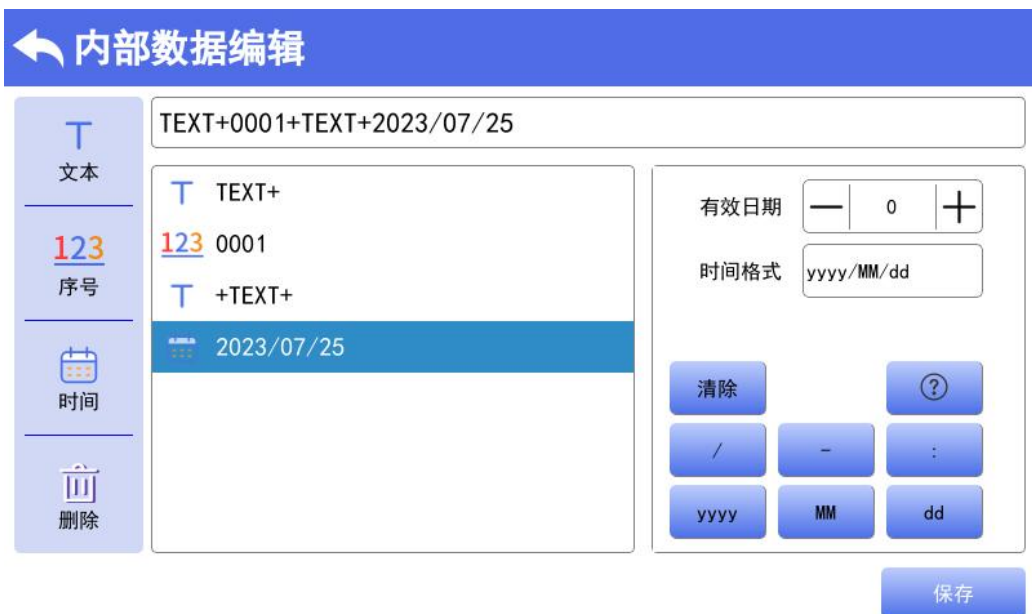 内部数据编辑
文本
123
序号
时间
删除
TEXT+0001+TEXT+2023/07/25
T TEXT+
123 0001
T +TEXT+
2023/07/25
有效日期 — 0 +
时间格式 yyyy/MM/dd
清除 ?
/ - :
yyyy MM dd
保存